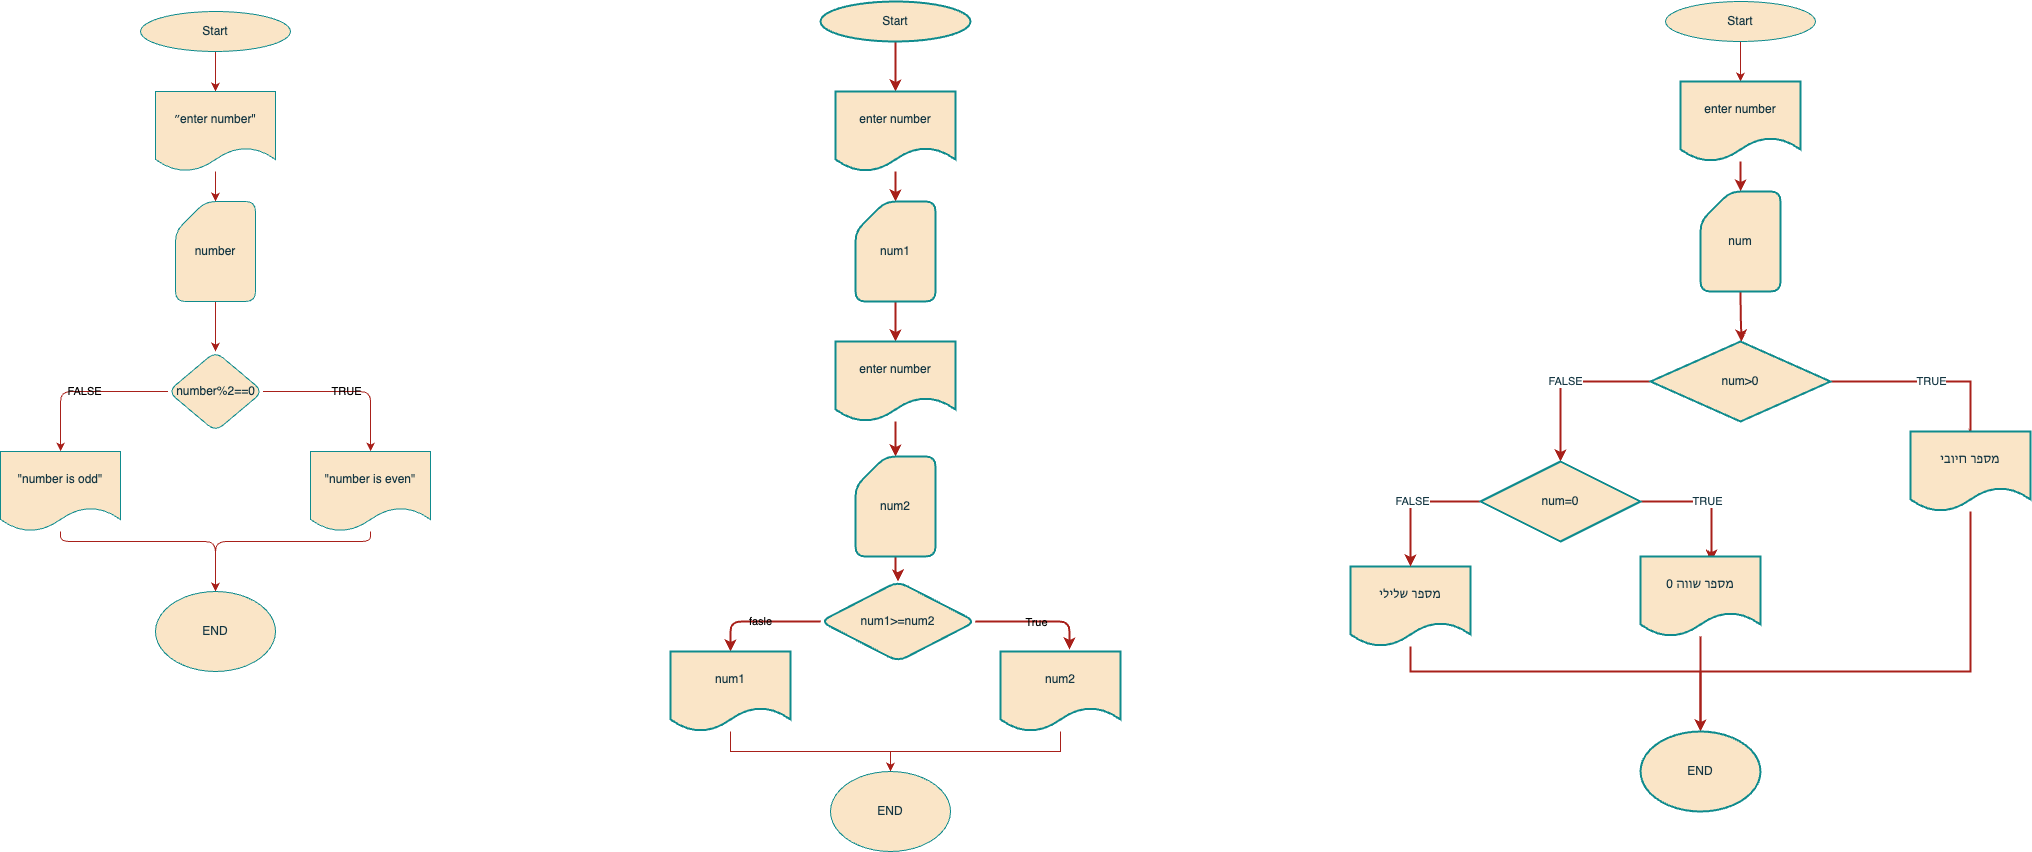 Start
“enter number"
number
number%2==0
FALSE
TRUE
"number is odd"
"number is even"
END
Start
enter number
num1
enter number
num2
num1>=num2
fasle
True
num1
num2
END
Start
enter number
num
num>0
FALSE
TRUE
מספר חיובי
num=0
FALSE
TRUE
מספר שלילי
מספר שווה 0
END